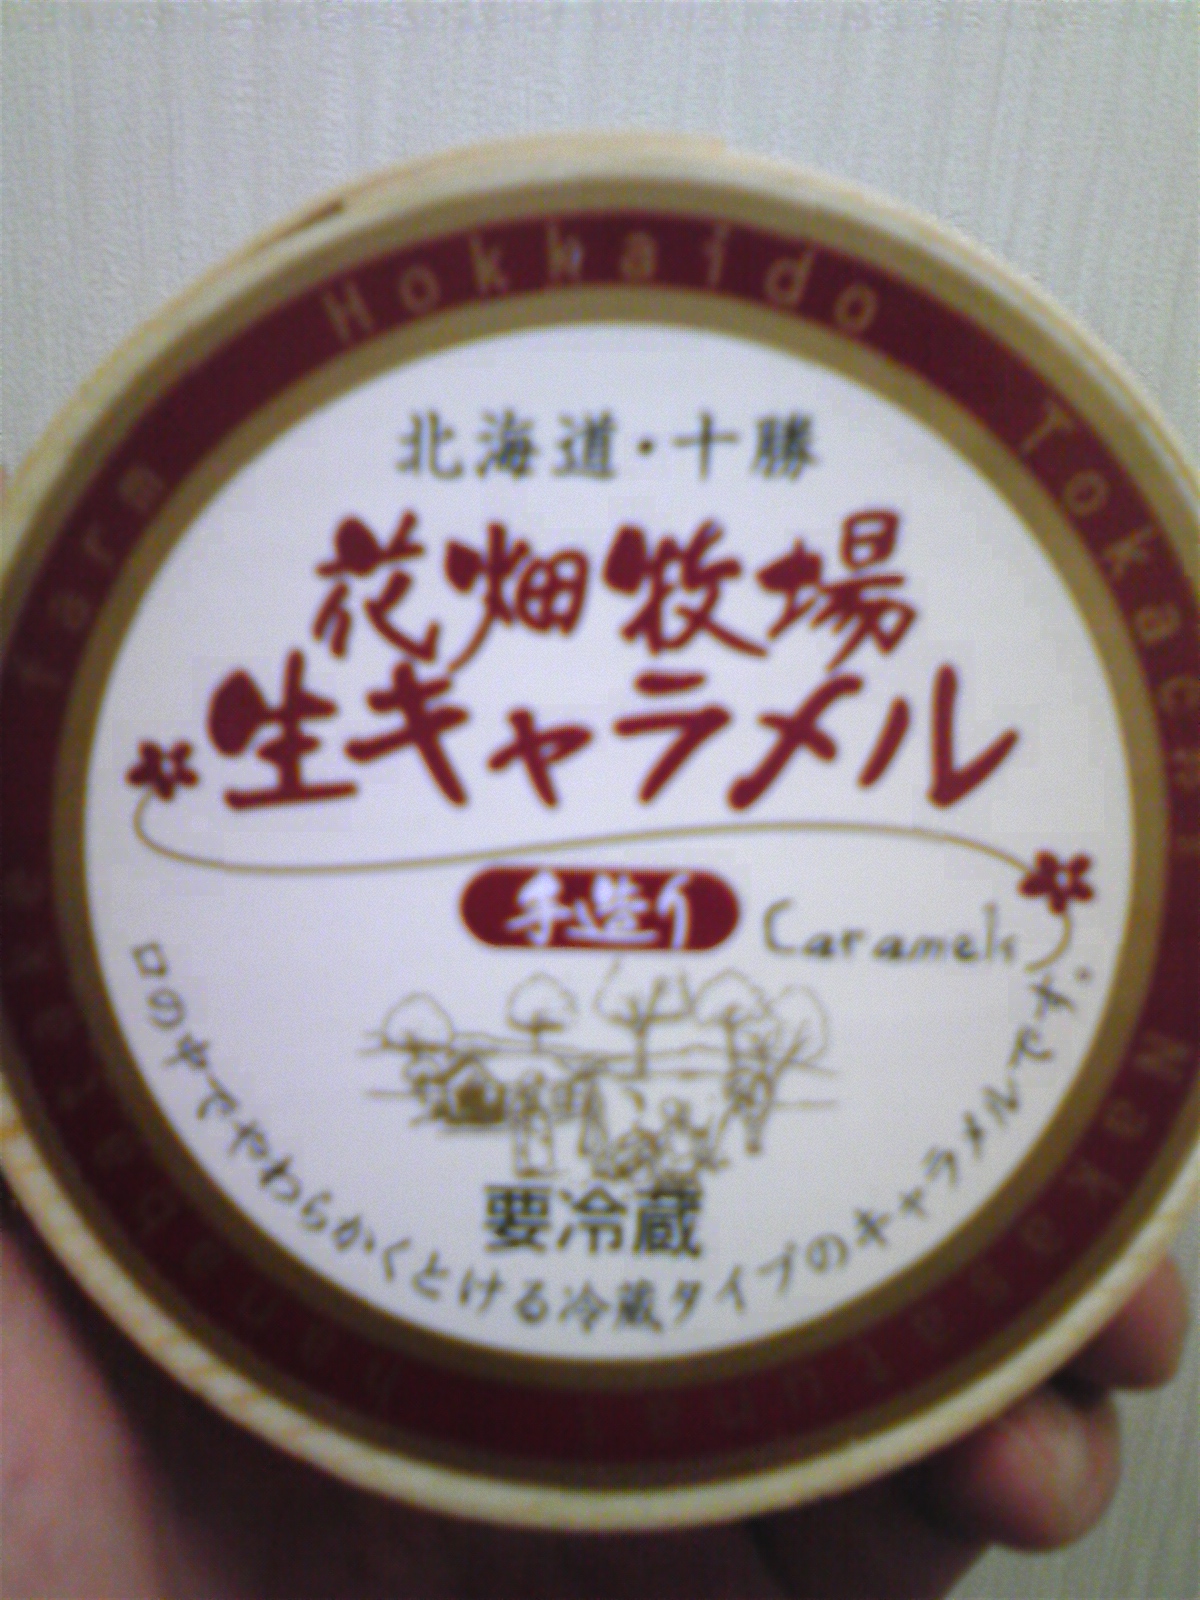 Hokkaido Tokachi
北海道・十勝
花畑牧場
生キャラメル
手造り
Caramels
要冷蔵
口の中でやわらかくとける冷蔵タイプのキャラメルです。
farm